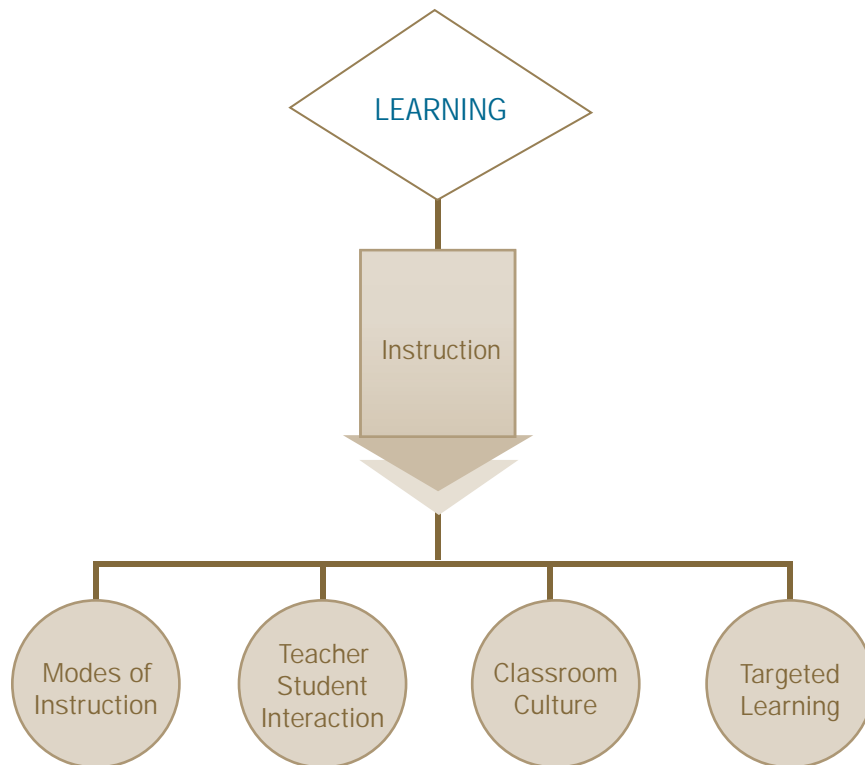 LEARNING
Instruction
Modes of
Instruction
Teacher
Student
Interaction
Classroom
Culture
Targeted
Learning